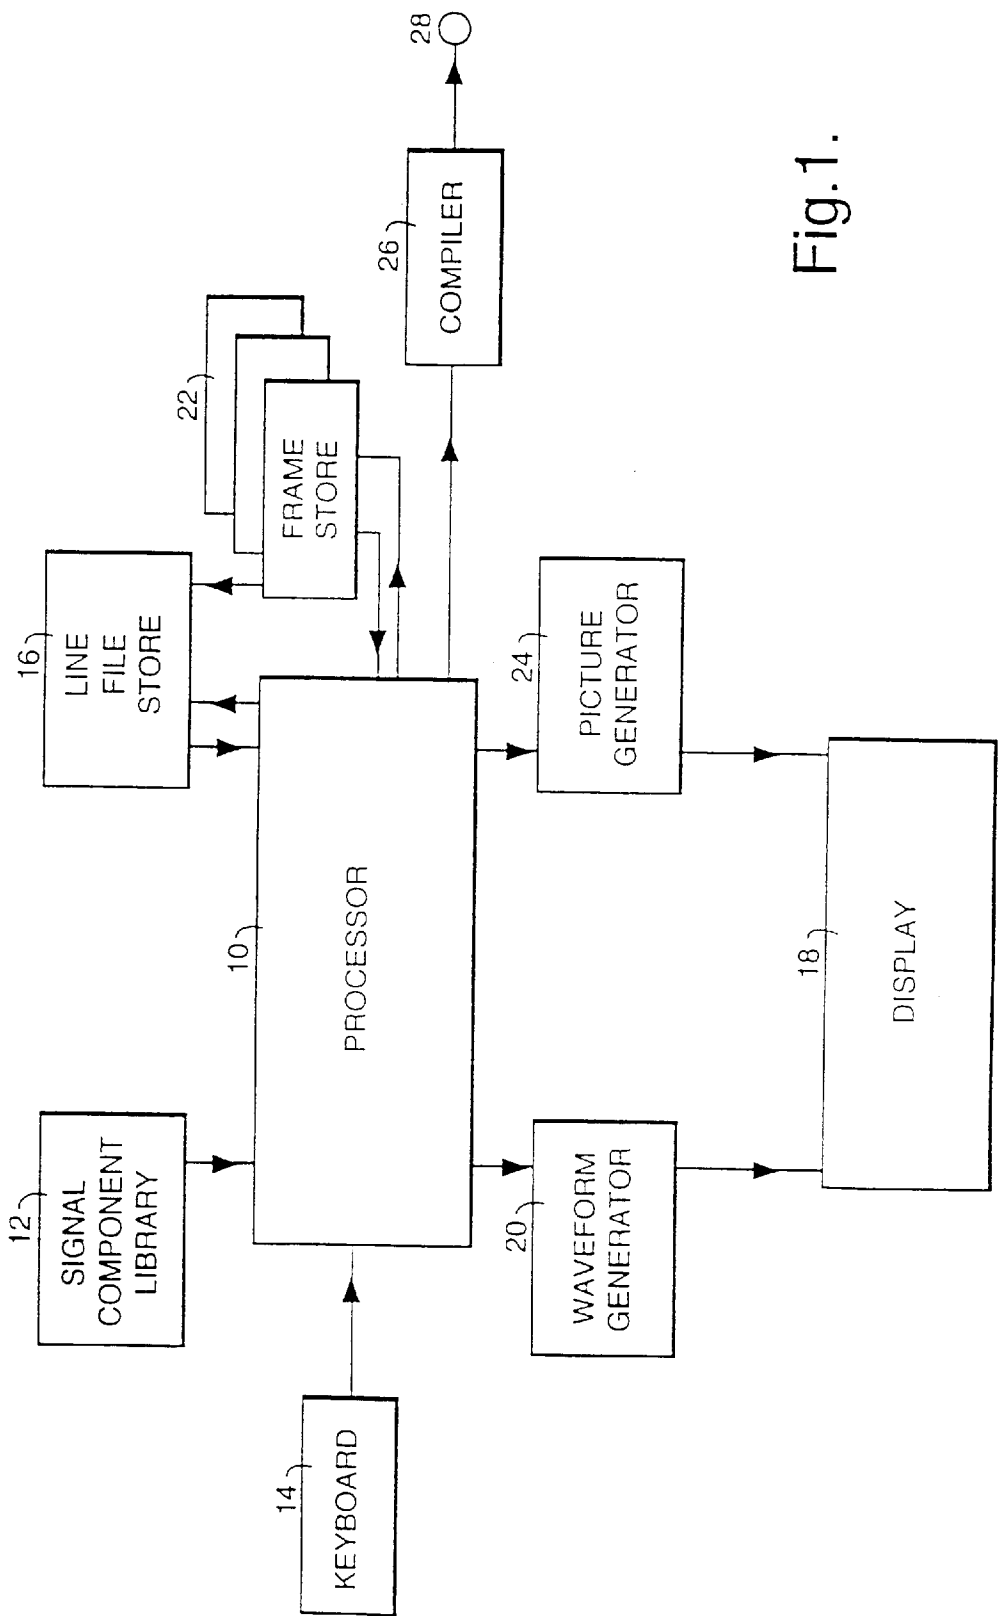 12
SIGNAL
COMPONENT
LIBRARY
16
LINE
FILE
STORE
22
FRAME
STORE
14
KEYBOARD
10
PROCESSOR
26
COMPILER
28
20
WAVEFORM
GENERATOR
24
PICTURE
GENERATOR
18
DISPLAY
Fig.1.